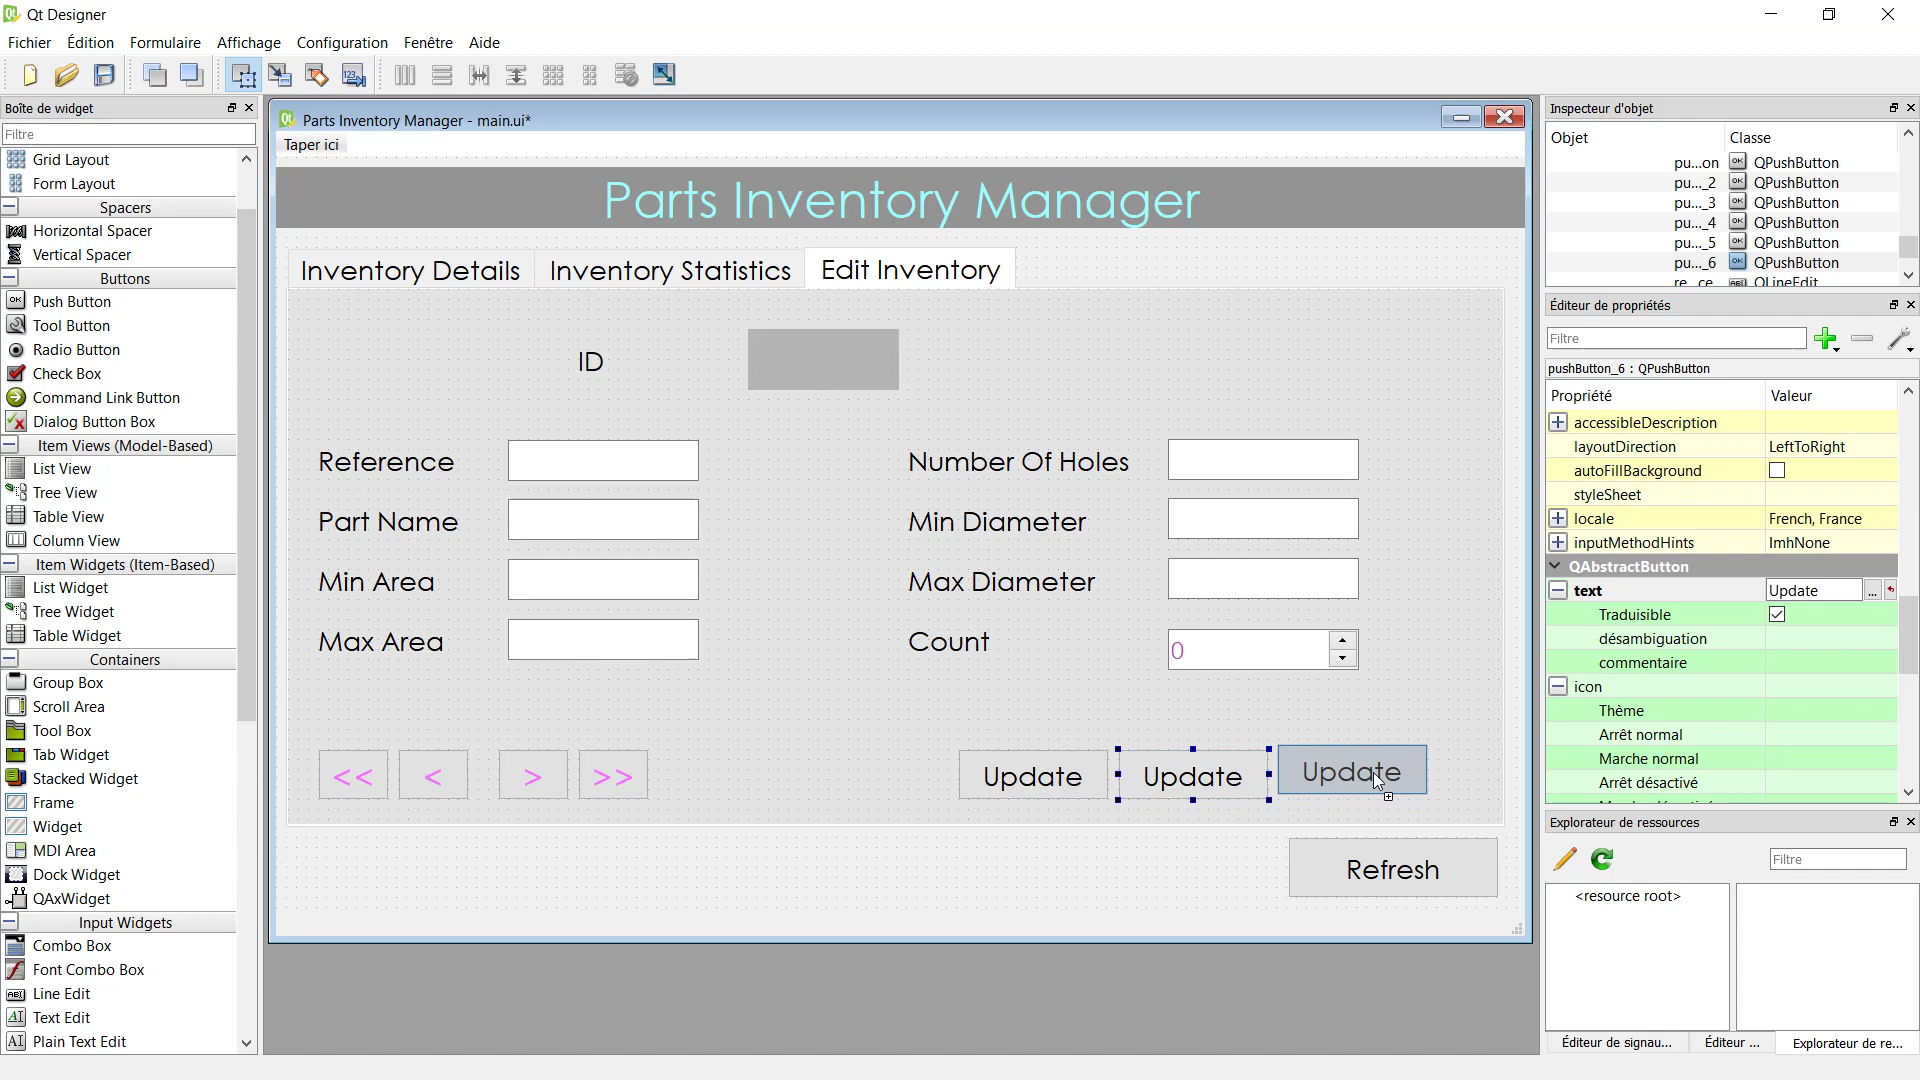 Qt Designer
Fichier Édition Formulaire Affichage Configuration Fenêtre Aide
Boîte de widget
Filtre
Grid Layout
Form Layout
Spacers
Horizontal Spacer
Vertical Spacer
Buttons
Push Button
Tool Button
Radio Button
Check Box
Command Link Button
Dialog Button Box
Item Views (Model-Based)
List View
Tree View
Table View
Column View
Item Widgets (Item-Based)
List Widget
Tree Widget
Table Widget
Containers
Group Box
Scroll Area
Tool Box
Tab Widget
Stacked Widget
Frame
Widget
MDI Area
Dock Widget
QAxWidget
Input Widgets
Combo Box
Font Combo Box
Line Edit
Text Edit
Plain Text Edit
Parts Inventory Manager - main.ui*
Taper ici
Parts Inventory Manager
Inventory Details Inventory Statistics Edit Inventory
ID
Reference Number Of Holes
Part Name Min Diameter
Min Area Max Diameter
Max Area Count 0
<< < > >> Update Update Update
Refresh
Inspecteur d'objet
Objet Classe
pu...on QPushButton
pu..._2 QPushButton
pu..._3 QPushButton
pu..._4 QPushButton
pu..._5 QPushButton
pu..._6 QPushButton
re...ce QLineEdit
Éditeur de propriétés
Filtre
pushButton_6 : QPushButton
Propriété Valeur
accessibleDescription
layoutDirection LeftToRight
autoFillBackground
styleSheet
locale French, France
inputMethodHints ImhNone
QAbstractButton
text Update ...
Traduisible
désambiguation
commentaire
icon
Thème
Arrêt normal
Marche normal
Arrêt désactivé
Explorateur de ressources
Filtre
<resource root>
Éditeur de signau... Éditeur ... Explorateur de re...